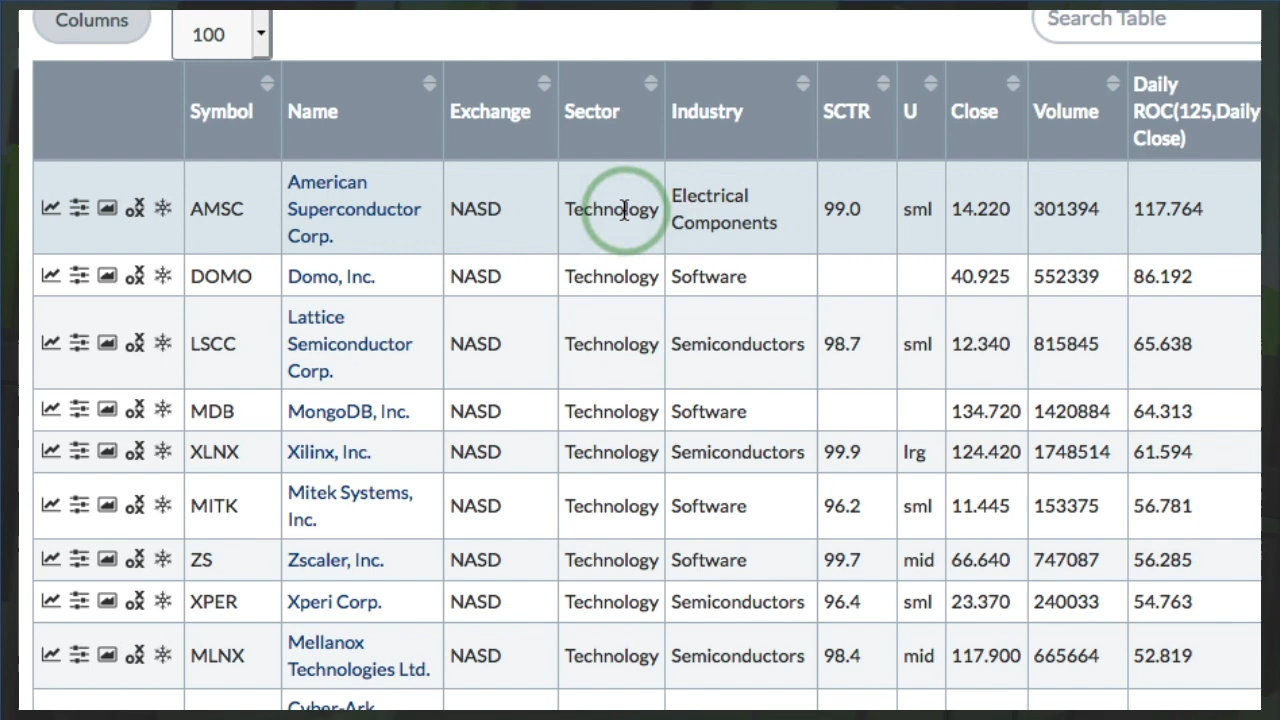 Columns
100
Search Table
Symbol Name Exchange Sector Industry SCTR U Close Volume Daily ROC(125,Daily Close)
AMSC American Superconductor Corp. NASD Technology Electrical Components 99.0 sml 14.220 301394 117.764
DOMO Domo, Inc. NASD Technology Software 40.925 552339 86.192
LSCC Lattice Semiconductor Corp. NASD Technology Semiconductors 98.7 sml 12.340 815845 65.638
MDB MongoDB, Inc. NASD Technology Software 134.720 1420884 64.313
XLNX Xilinx, Inc. NASD Technology Semiconductors 99.9 lrg 124.420 1748514 61.594
MITK Mitek Systems, Inc. NASD Technology Software 96.2 sml 11.445 153375 56.781
ZS Zscaler, Inc. NASD Technology Software 99.7 mid 66.640 747087 56.285
XPER Xperi Corp. NASD Technology Semiconductors 96.4 sml 23.370 240033 54.763
MLNX Mellanox Technologies Ltd. NASD Technology Semiconductors 98.4 mid 117.900 665664 52.819
Cyber-Ark